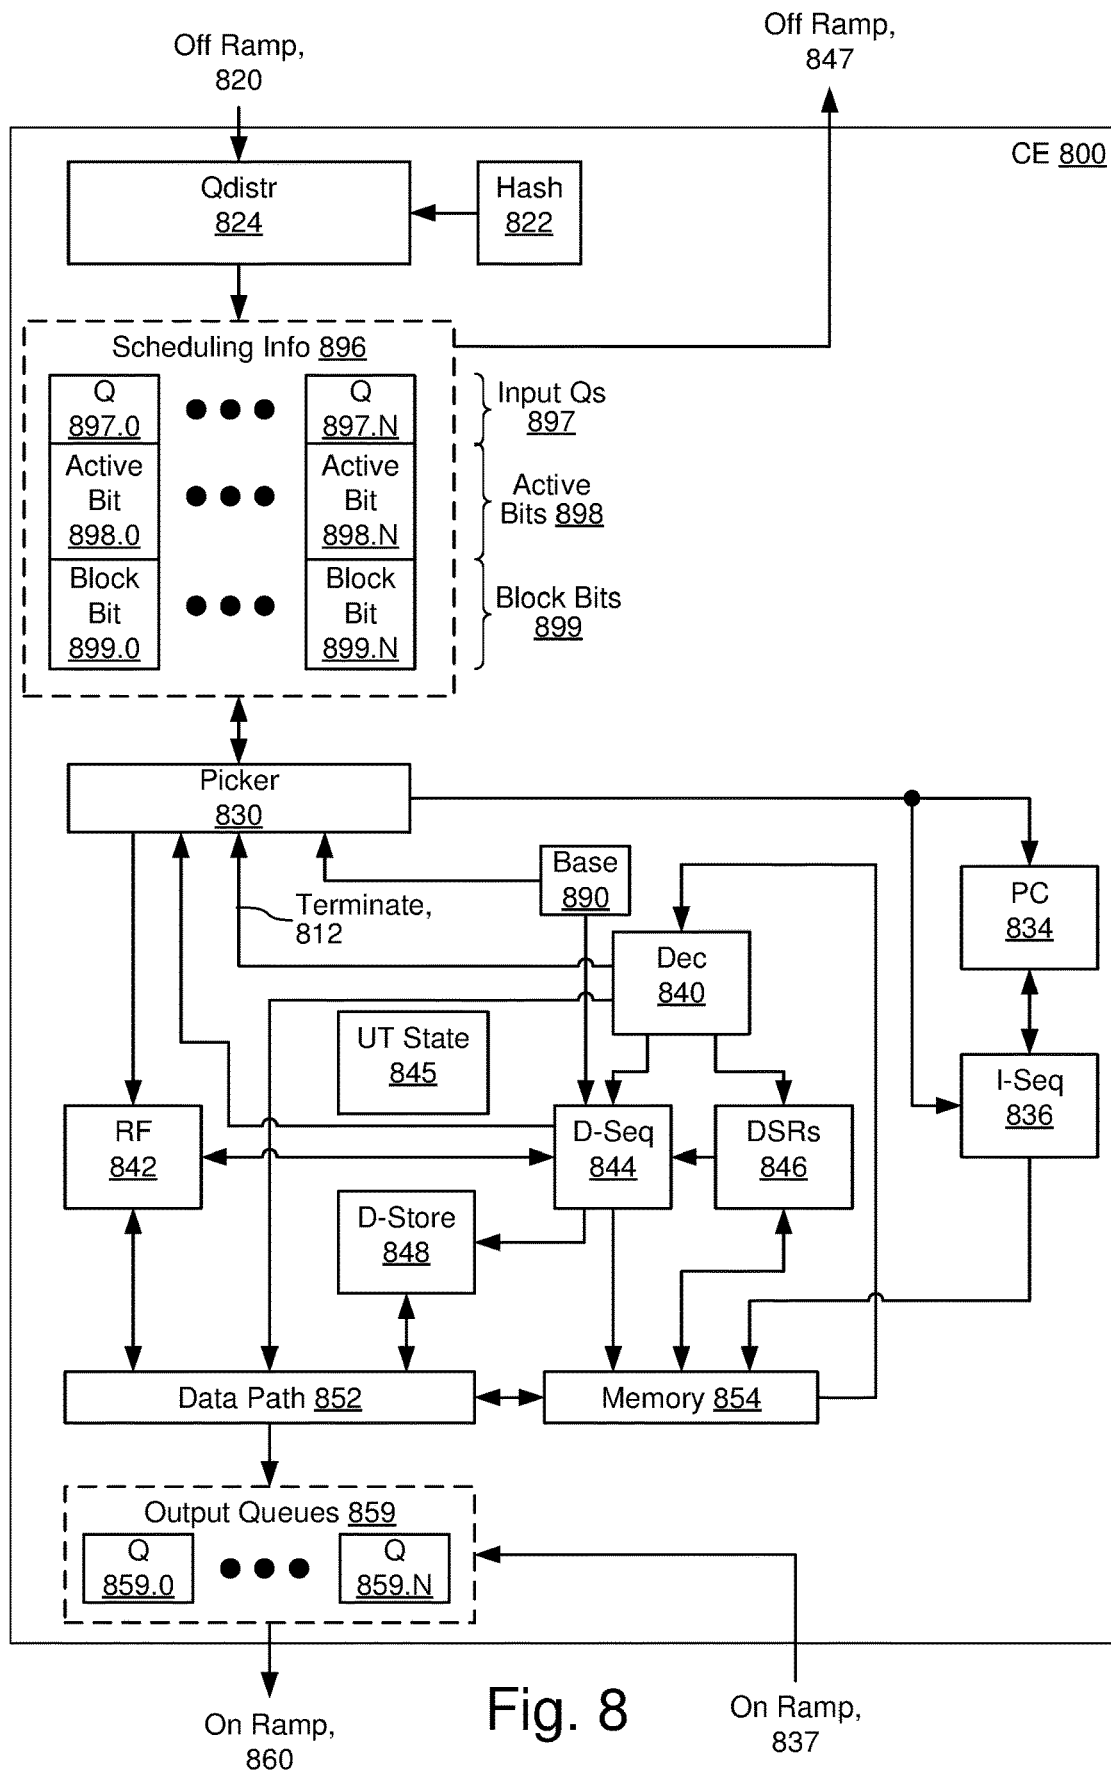 Off Ramp,
820
Off Ramp,
847
CE 800
Qdistr
824
Hash
822
Scheduling Info 896
Q
897.0
Q
897.N
Input Qs
897
Active
Bit
898.0
Active
Bit
898.N
Active
Bits 898
Block
Bit
899.0
Block
Bit
899.N
Block Bits
899
Picker
830
Base
890
Terminate,
812
Dec
840
PC
834
UT State
845
I-Seq
836
RF
842
D-Seq
844
DSRs
846
D-Store
848
Data Path 852
Memory 854
Output Queues 859
Q
859.0
Q
859.N
On Ramp,
860
Fig. 8
On Ramp,
837